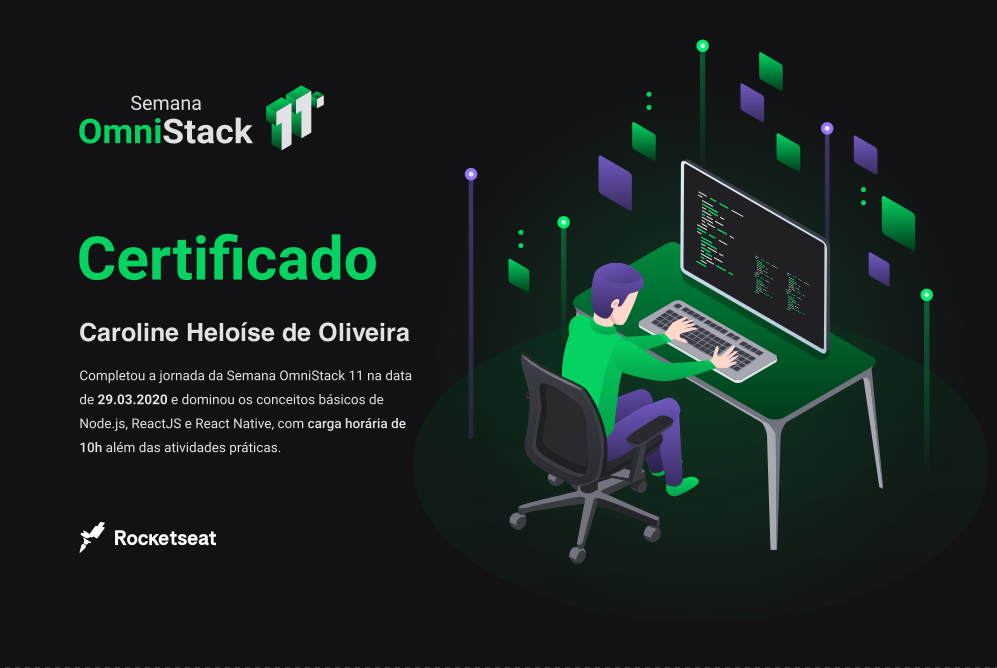 Semana
OmniStack
11
Certificado
Caroline Heloíse de Oliveira
Completou a jornada da Semana OmniStack 11 na data
de 29.03.2020 e dominou os conceitos básicos de
Node.js, ReactJS e React Native, com carga horária de
10h além das atividades práticas.
Rocketseat